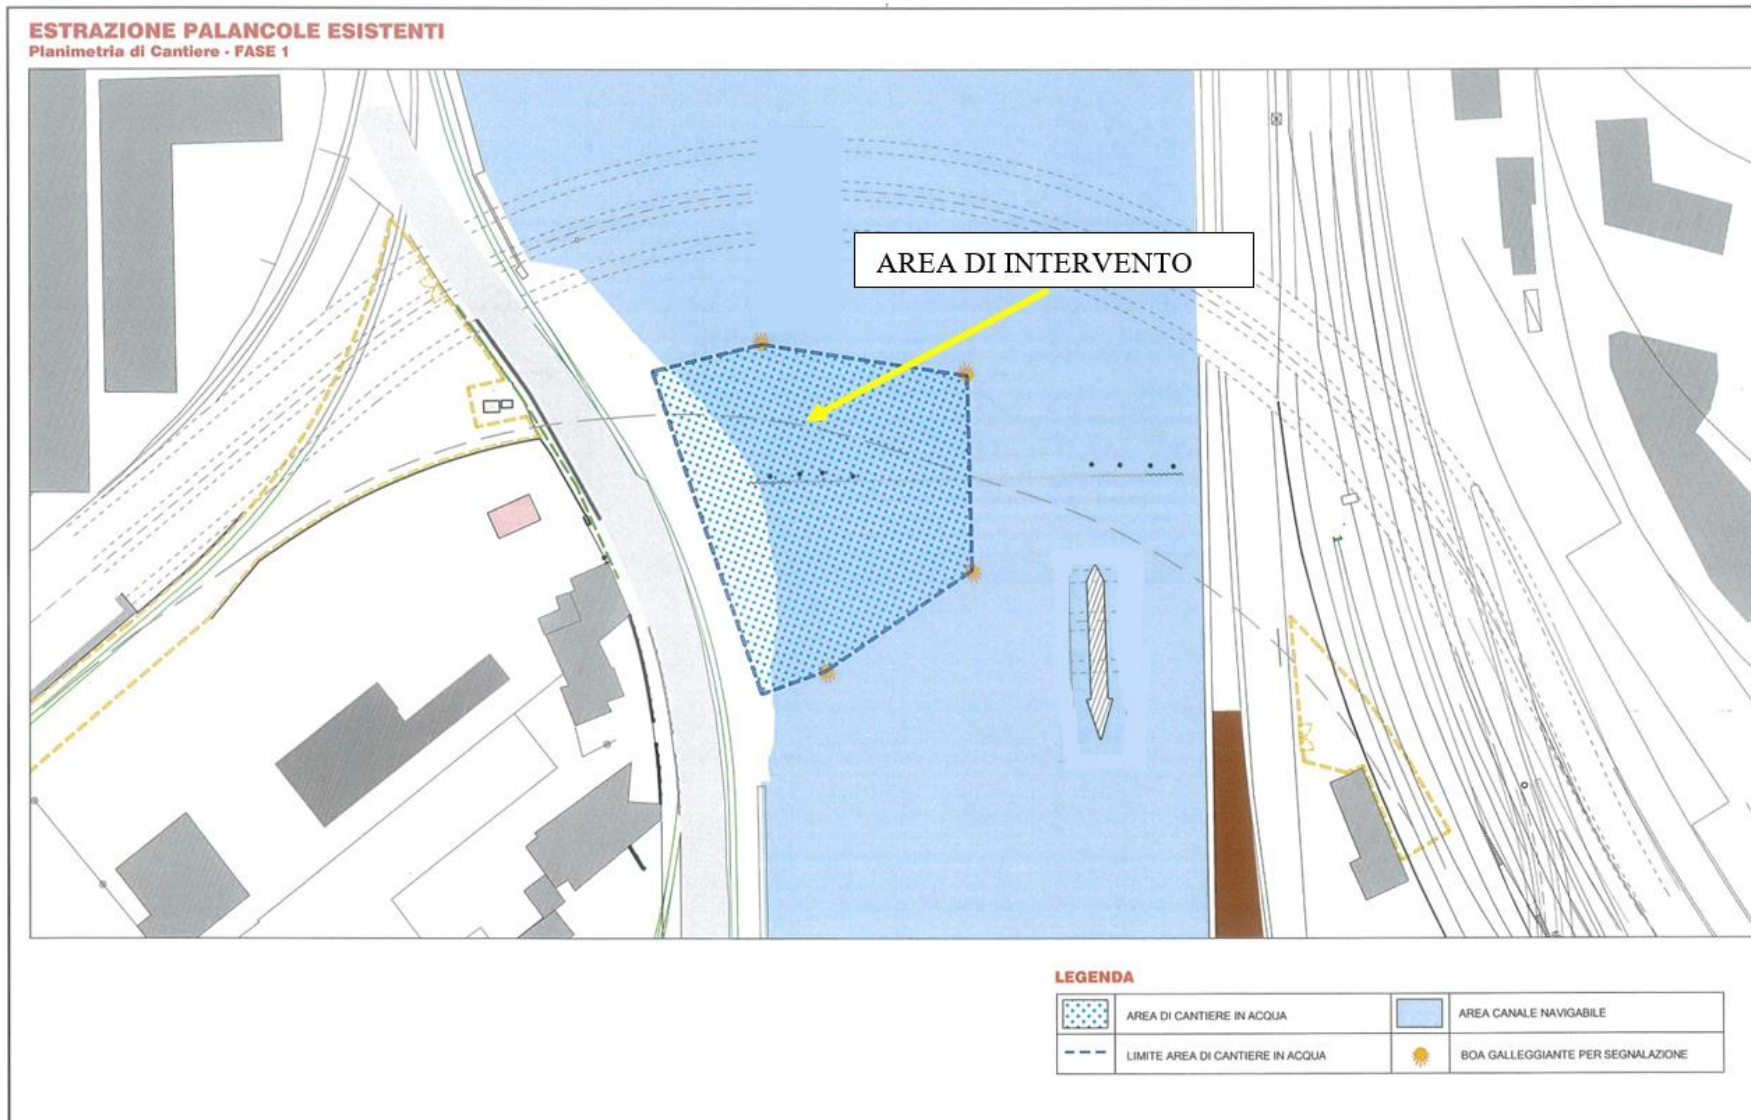 ESTRAZIONE PALANCOLE ESISTENTI
Planimetria di Cantiere - FASE 1
AREA DI INTERVENTO
LEGENDA
AREA DI CANTIERE IN ACQUA
AREA CANALE NAVIGABILE
LIMITE AREA DI CANTIERE IN ACQUA
BOA GALLEGGIANTE PER SEGNALAZIONE